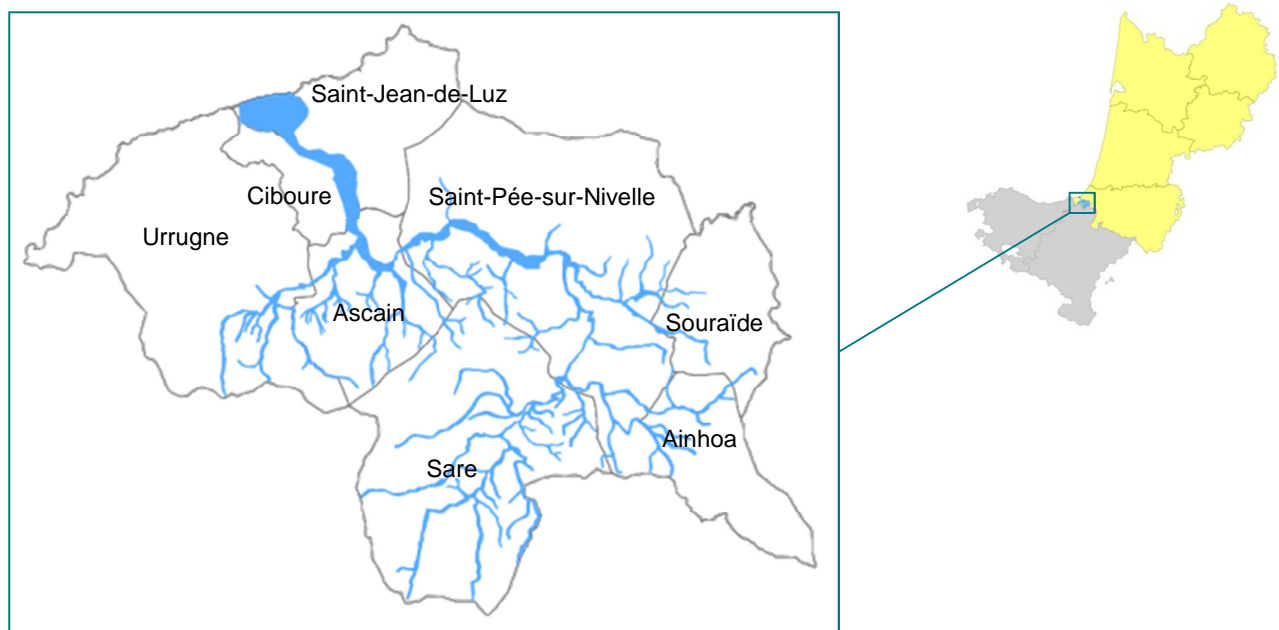 Saint-Jean-de-Luz
Ciboure
Saint-Pée-sur-Nivelle
Urrugne
Ascain
Souraïde
Ainhoa
Sare